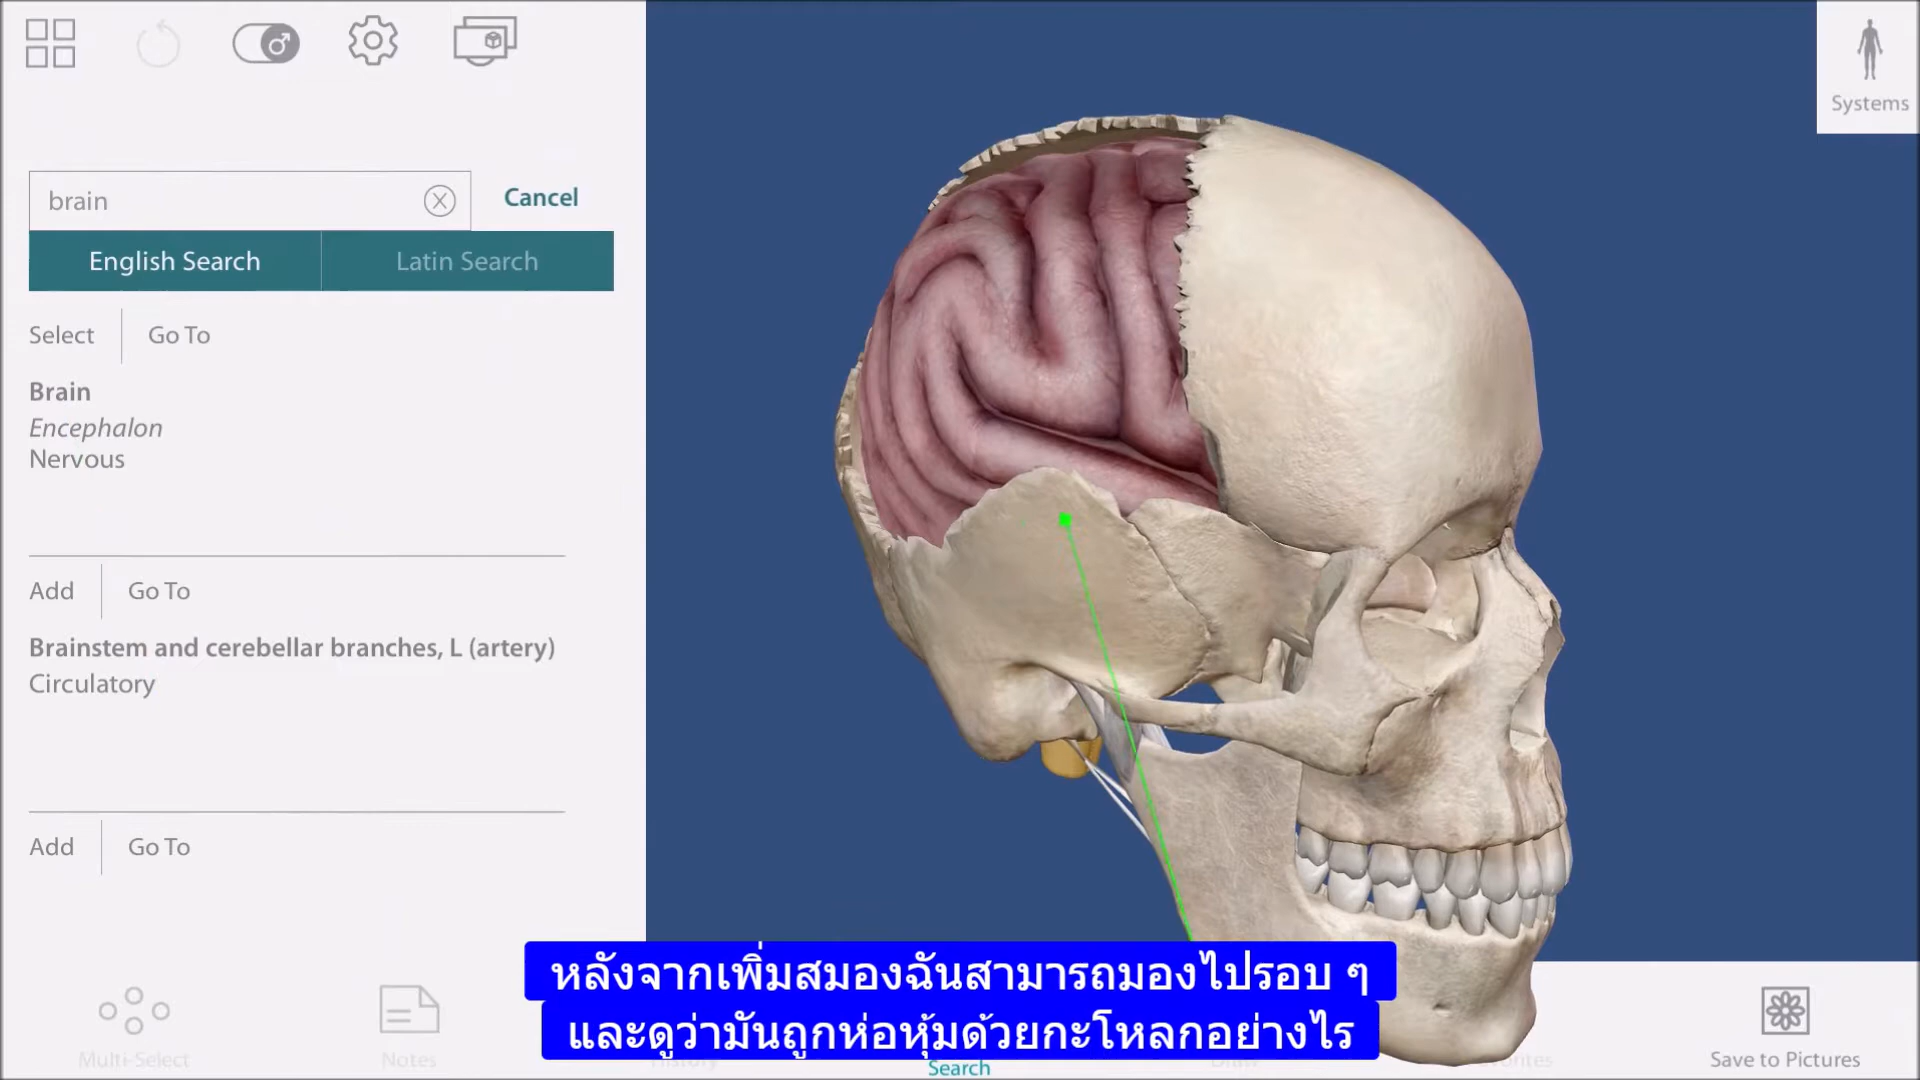 Systems
brain
Cancel
English Search
Latin Search
Select
Go To
Brain
Encephalon
Nervous
Add
Go To
Brainstem and cerebellar branches, L (artery)
Circulatory
Add
Go To
หลังจากเพิ่มสมองฉันสามารถมองไปรอบ ๆ
และดูว่ามันถูกห่อหุ้มด้วยกะโหลกอย่างไร
Multi-Select
Notes
Search
Save to Pictures